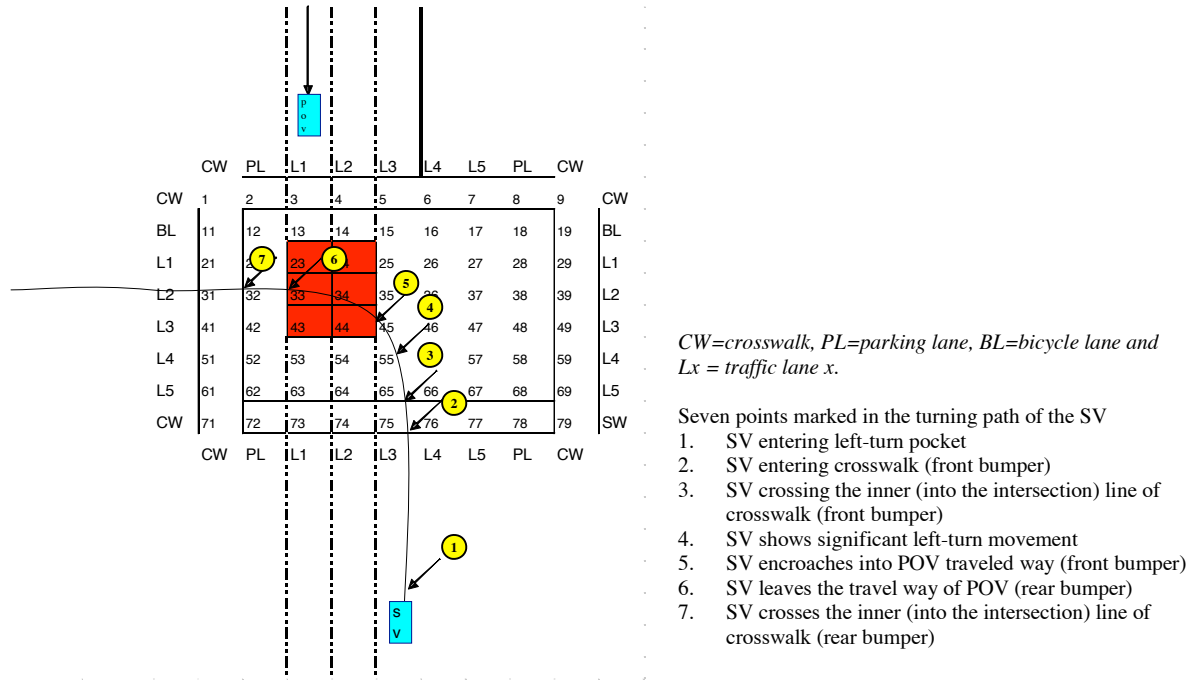 p
o
v
CW PL L1 L2 L3 L4 L5 PL CW
CW 1 2 3 4 5 6 7 8 9 CW
BL 11 12 13 14 15 16 17 18 19 BL
L1 21 7 23 6 25 26 27 28 29 L1
5
L2 31 32 33 34 35 37 38 39 L2
4
L3 41 42 43 44 45 46 47 48 49 L3
3
L4 51 52 53 54 55 57 58 59 L4
L5 61 62 63 64 65 66 67 68 69 L5
2
CW 71 72 73 74 75 76 77 78 79 SW
CW PL L1 L2 L3 L4 L5 PL CW
1
S
V
CW=crosswalk, PL=parking lane, BL=bicycle lane and
Lx = traffic lane x.
Seven points marked in the turning path of the SV
1. SV entering left-turn pocket
2. SV entering crosswalk (front bumper)
3. SV crossing the inner (into the intersection) line of
crosswalk (front bumper)
4. SV shows significant left-turn movement
5. SV encroaches into POV traveled way (front bumper)
6. SV leaves the travel way of POV (rear bumper)
7. SV crosses the inner (into the intersection) line of
crosswalk (rear bumper)